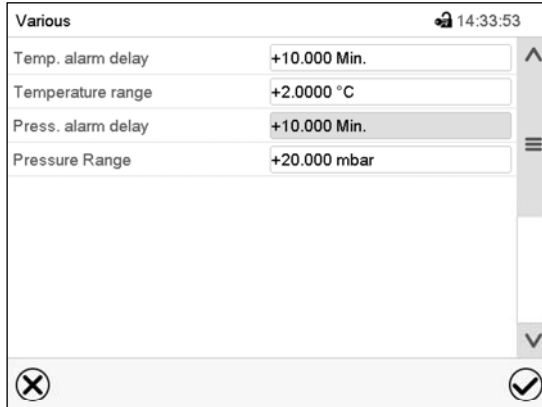 Various 14:33:53
Temp. alarm delay +10.000 Min.
Temperature range +2.0000 °C
Press. alarm delay +10.000 Min.
Pressure Range +20.000 mbar